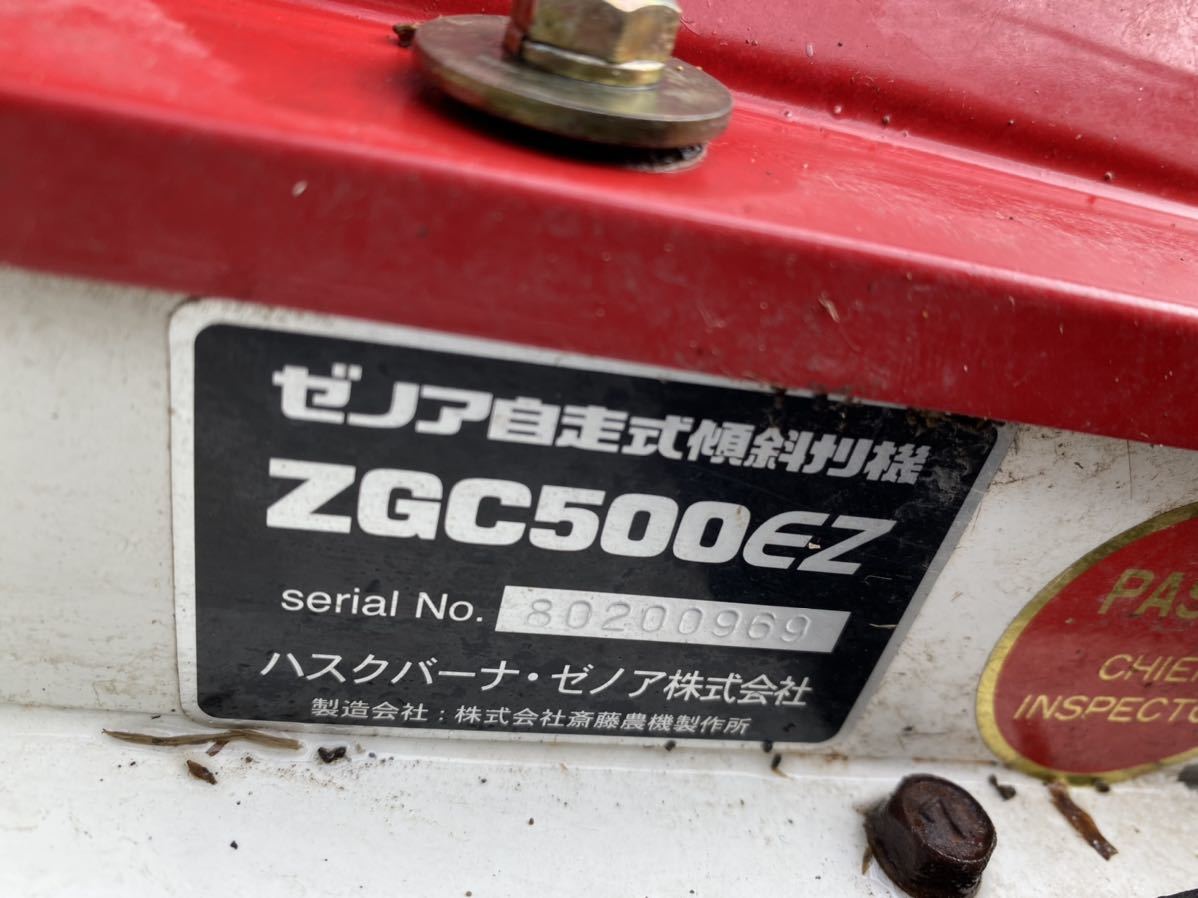 ゼノア自走式傾斜刈機
ZGC500EZ
serial No. 80200969
ハスクバーナ・ゼノア株式会社
製造会社：株式会社斎藤農機製作所
PAS
CHIE
INSPECTO
7